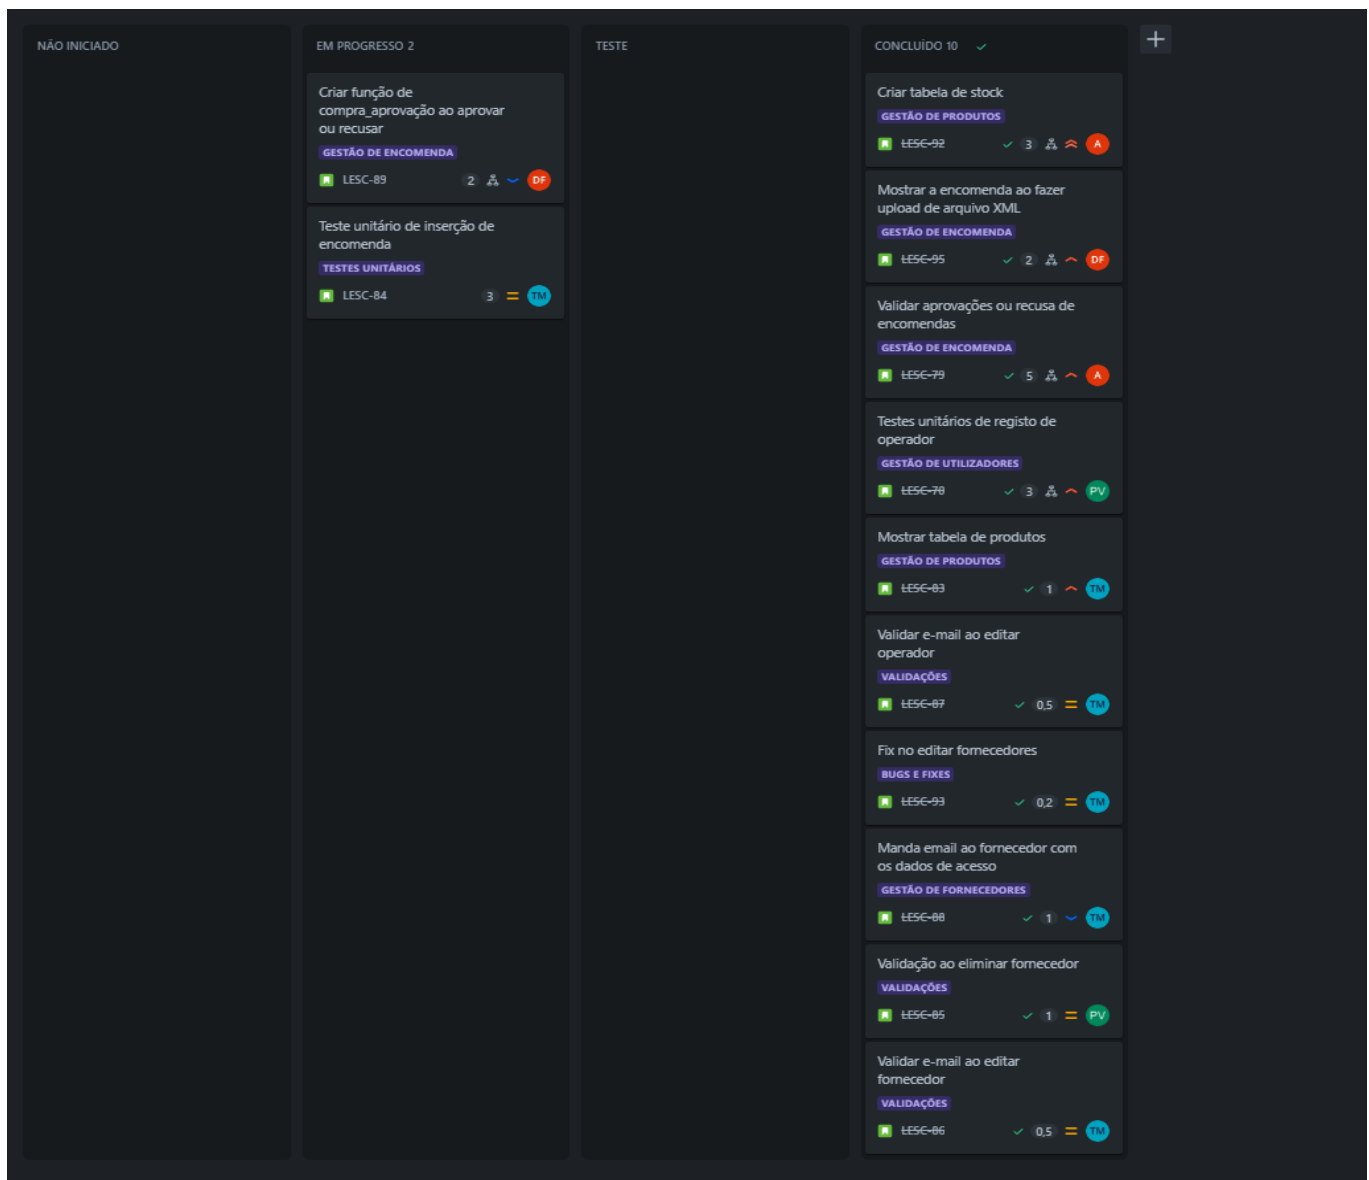 NÃO INICIADO
EM PROGRESSO 2
Criar função de
compra_aprovação ao aprovar
ou recusar
GESTÃO DE ENCOMENDA
LESC-89 2 DF
Teste unitário de inserção de
encomenda
TESTES UNITÁRIOS
LESC-84 3 TM
TESTE
CONCLUÍDO 10
Criar tabela de stock
GESTÃO DE PRODUTOS
LESC-92 3 A
Mostrar a encomenda ao fazer
upload de arquivo XML
GESTÃO DE ENCOMENDA
LESC-95 2 DF
Validar aprovações ou recusa de
encomendas
GESTÃO DE ENCOMENDA
LESC-79 5 A
Testes unitários de registo de
operador
GESTÃO DE UTILIZADORES
LESC-70 3 PV
Mostrar tabela de produtos
GESTÃO DE PRODUTOS
LESC-83 1 TM
Validar e-mail ao editar
operador
VALIDAÇÕES
LESC-87 0,5 TM
Fix no editar fornecedores
BUGS E FIXES
LESC-93 0,2 TM
Manda email ao fornecedor com
os dados de acesso
GESTÃO DE FORNECEDORES
LESC-88 1 TM
Validação ao eliminar fornecedor
VALIDAÇÕES
LESC-85 1 PV
Validar e-mail ao editar
fornecedor
VALIDAÇÕES
LESC-86 0,5 TM